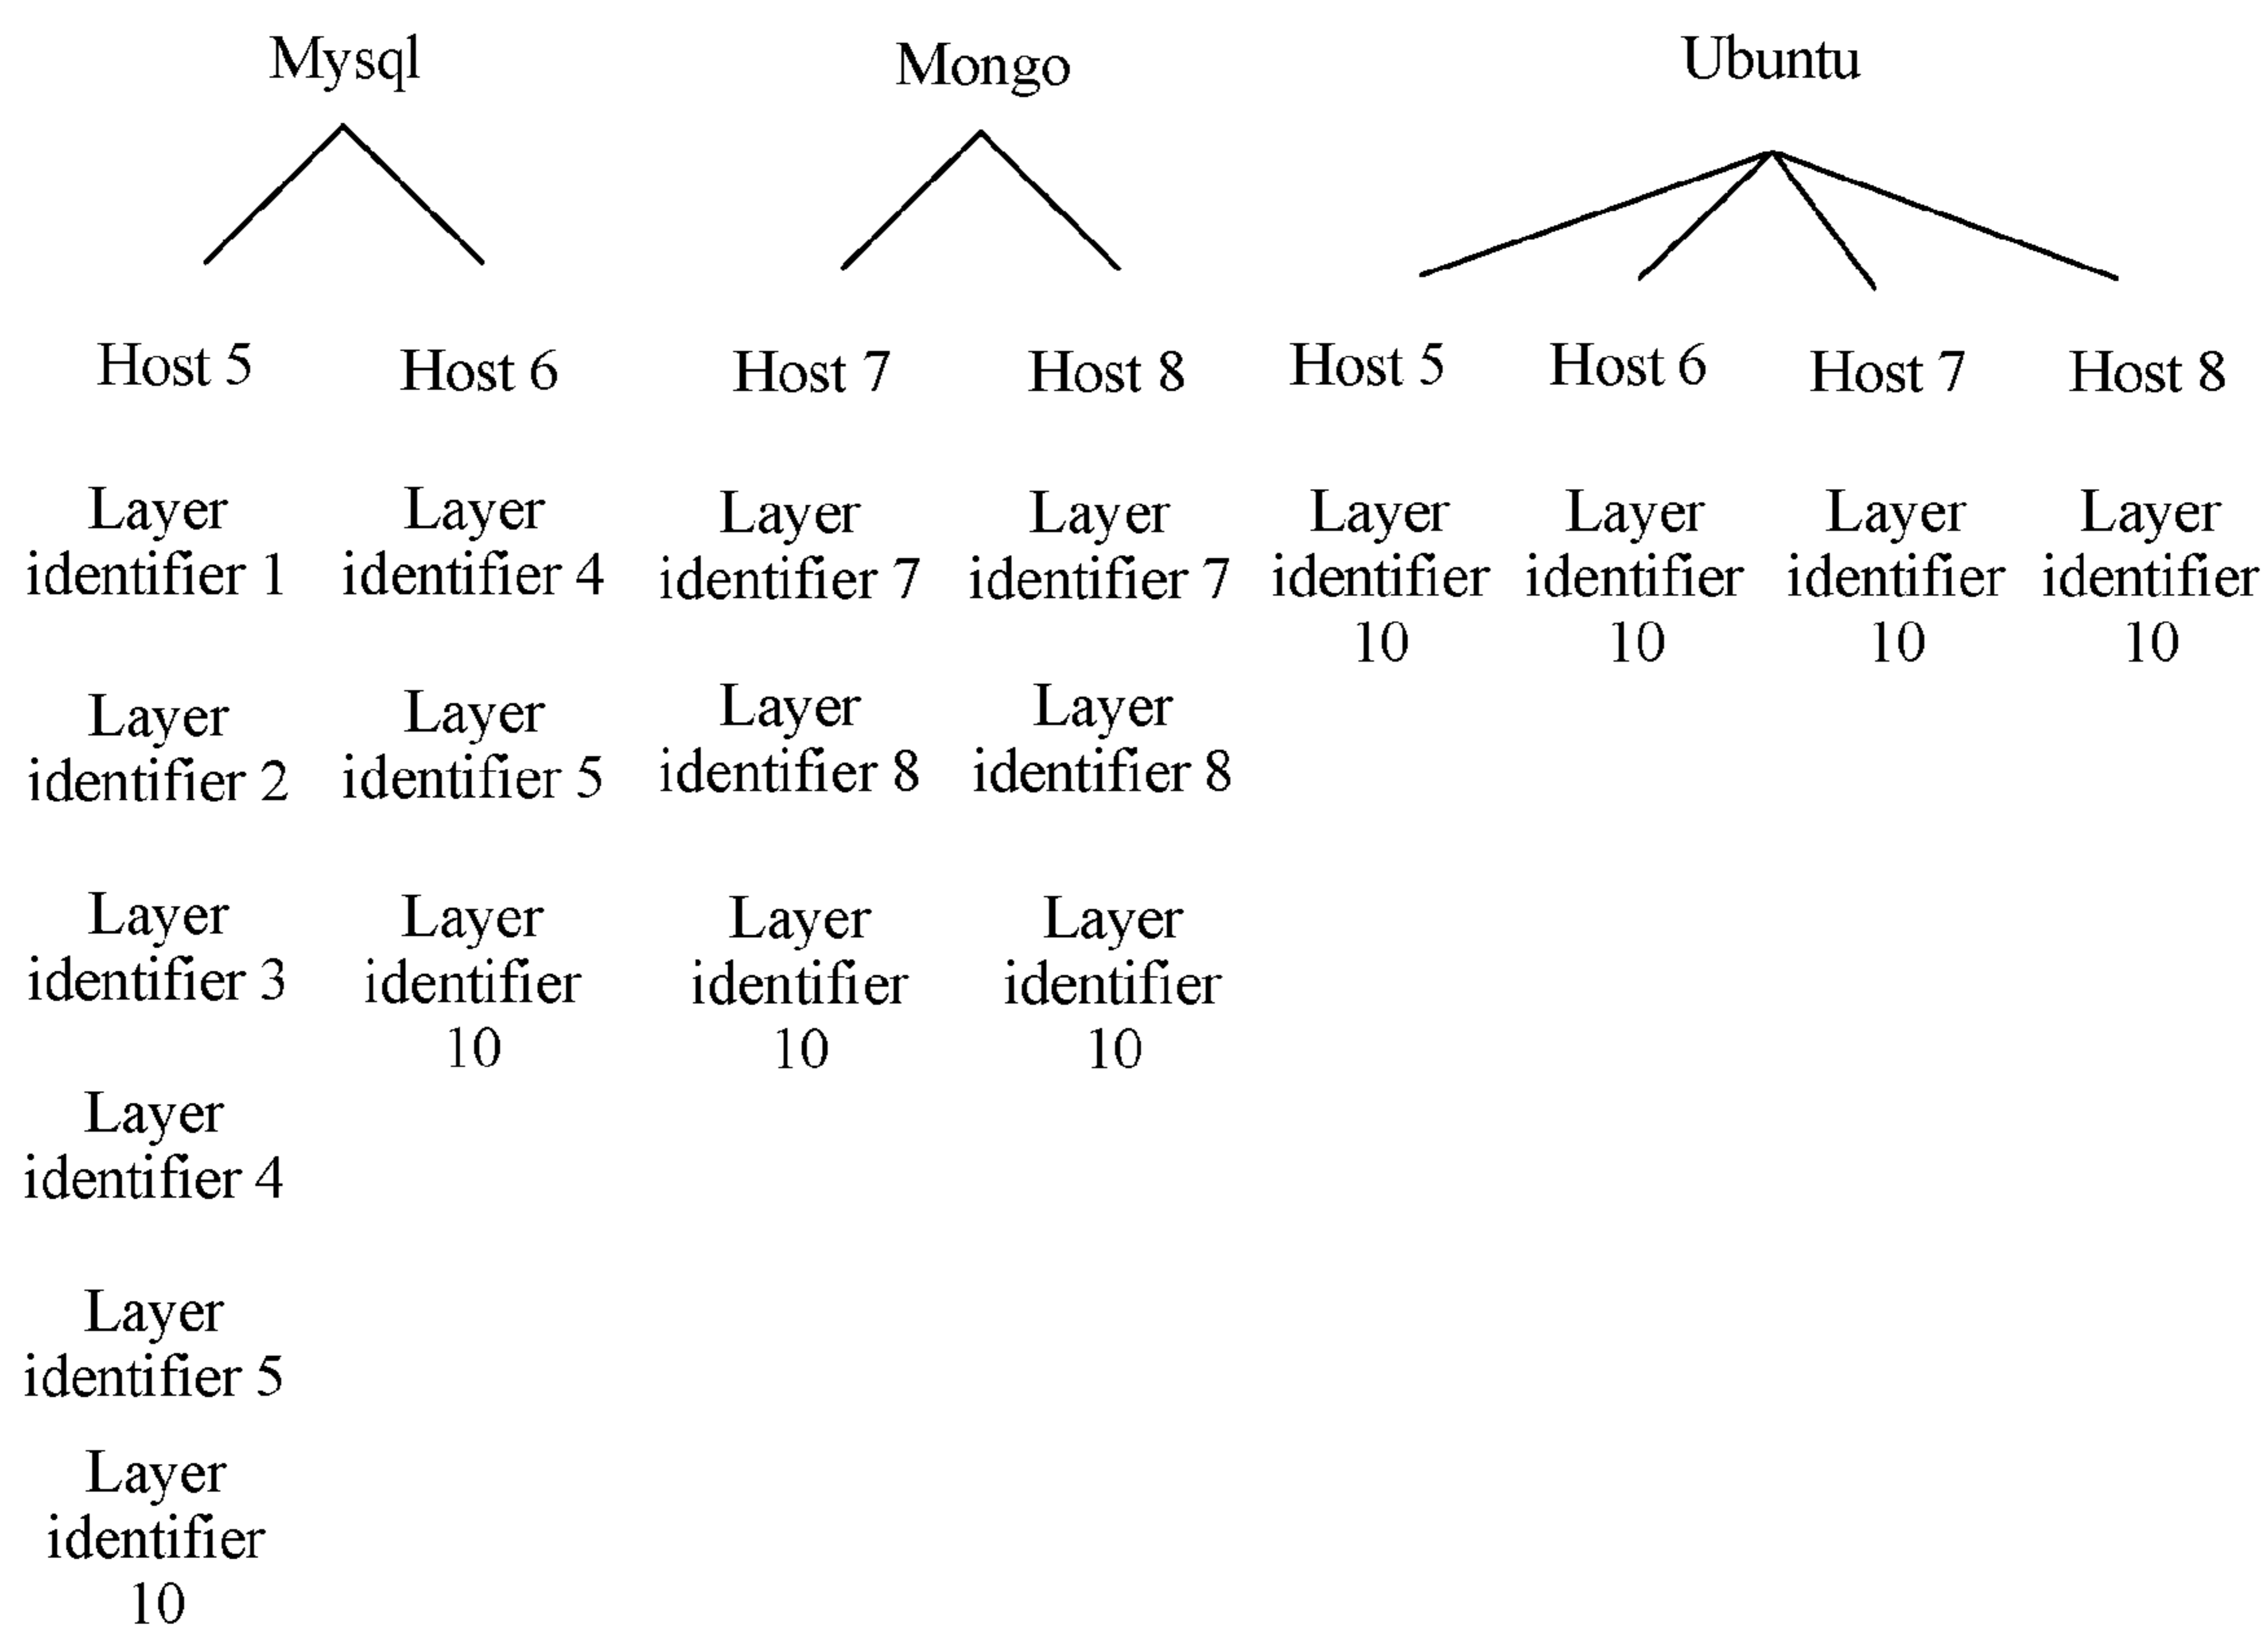 Mysql
Mongo
Ubuntu
Host 5
Host 6
Host 7
Host 8
Host 5
Host 6
Host 7
Host 8
Layer
identifier 1
Layer
identifier 4
Layer
identifier 7
Layer
identifier 7
Layer
identifier
10
Layer
identifier
10
Layer
identifier
10
Layer
identifier
10
Layer
identifier 2
Layer
identifier 5
Layer
identifier 8
Layer
identifier 8
Layer
identifier 3
Layer
identifier
10
Layer
identifier
10
Layer
identifier
10
Layer
identifier 4
Layer
identifier 5
Layer
identifier
10